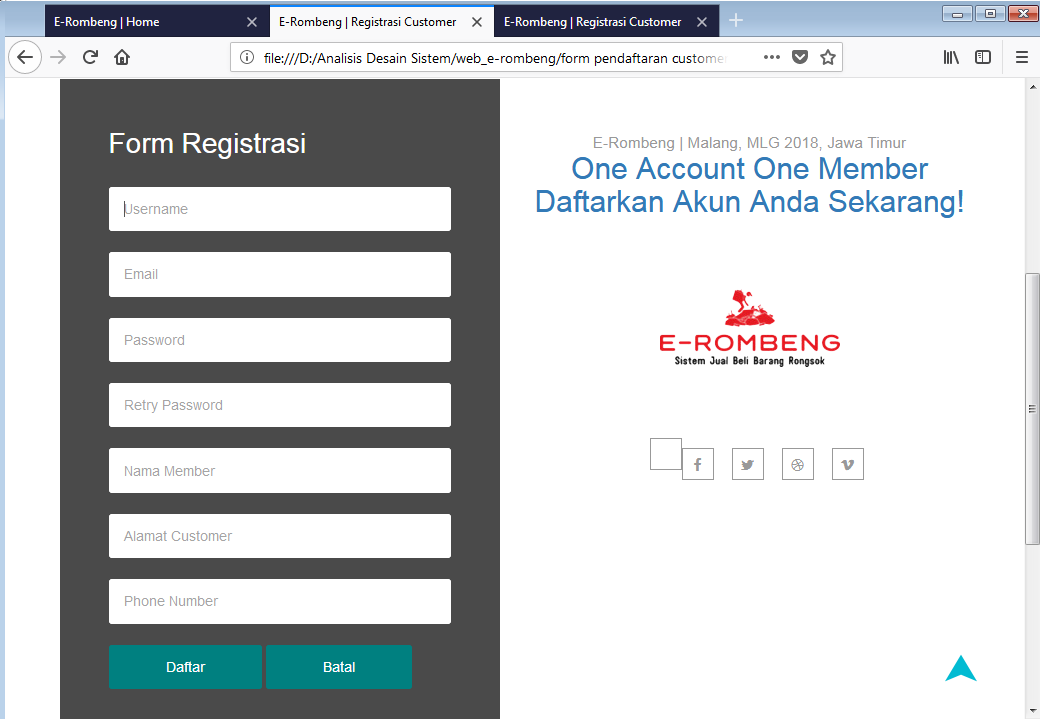 E-Rombeng | Home
E-Rombeng | Registrasi Customer
E-Rombeng | Registrasi Customer
file:///D:/Analisis Desain Sistem/web_e-rombeng/form pendaftaran custome
Form Registrasi
Username
Email
Password
Retry Password
Nama Member
Alamat Customer
Phone Number
Daftar
Batal
E-Rombeng | Malang, MLG 2018, Jawa Timur
One Account One Member
Daftarkan Akun Anda Sekarang!
E-ROMBENG
Sistem Jual Beli Barang Rongsok